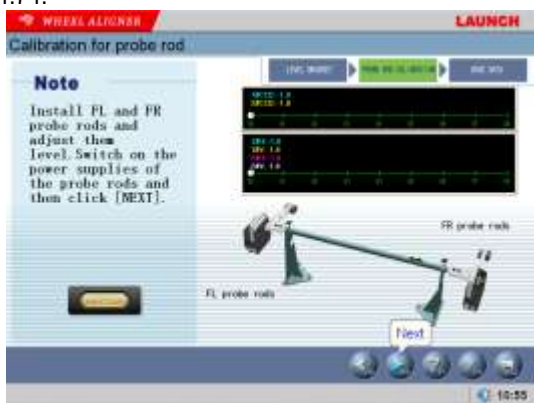 WHEEL ALIGNER
LAUNCH
Calibration for probe rod
Note
Install FL and FR
probe rods and
adjust them
level.Switch on the
power supplies of
the probe rods and
then click [NEXT].
FR probe rods
FL probe rods
Next
16:55